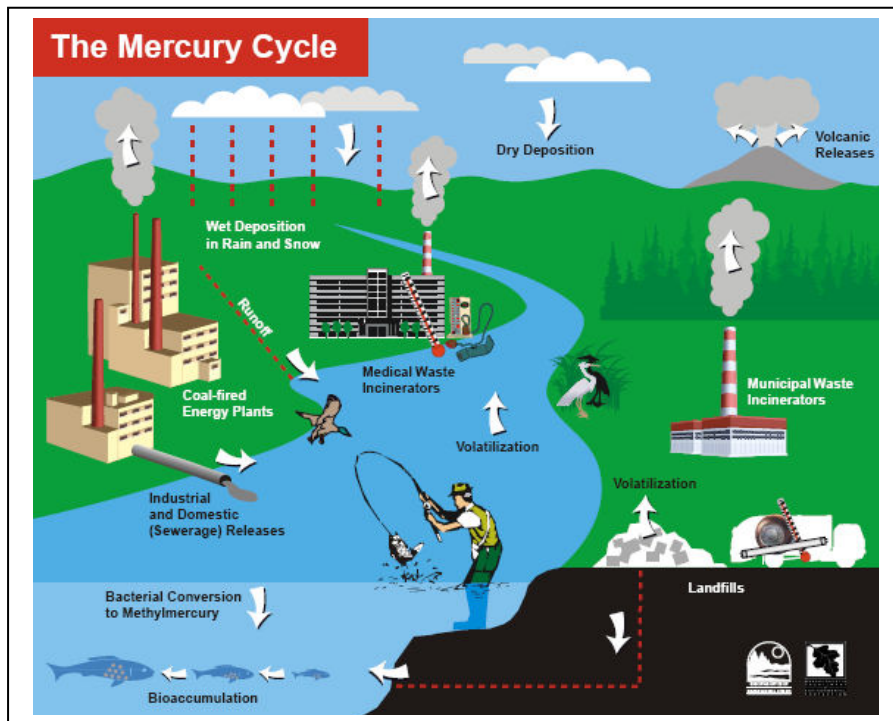 The Mercury Cycle
Dry Deposition
Volcanic
Releases
Wet Deposition
in Rain and Snow
Runoff
Medical Waste
Incinerators
Coal-fired
Energy Plants
Municipal Waste
Incinerators
Volatilization
Volatilization
Industrial
and Domestic
(Sewerage) Releases
Landfills
Bacterial Conversion
to Methylmercury
Bioaccumulation